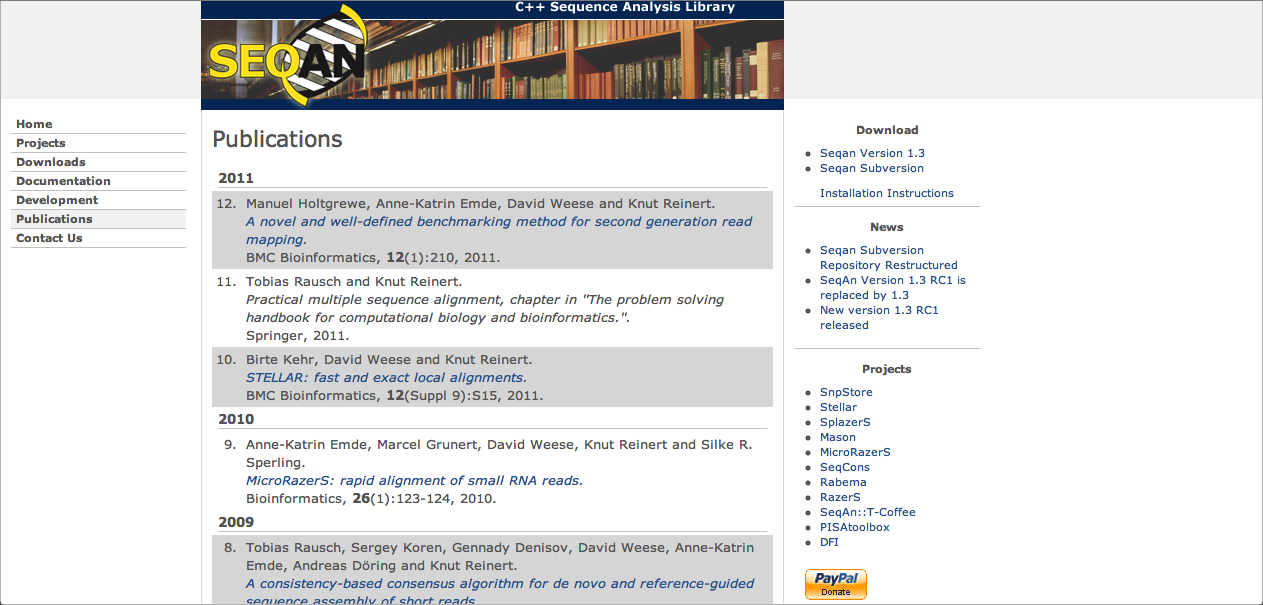 C++ Sequence Analysis Library
SEQAN
Home
Projects
Downloads
Documentation
Development
Publications
Contact Us
Publications
2011
12. Manuel Holtgrewe, Anne-Katrin Emde, David Weese and Knut Reinert.
A novel and well-defined benchmarking method for second generation read
mapping.
BMC Bioinformatics, 12(1):210, 2011.
11. Tobias Rausch and Knut Reinert.
Practical multiple sequence alignment, chapter in "The problem solving
handbook for computational biology and bioinformatics.".
Springer, 2011.
10. Birte Kehr, David Weese and Knut Reinert.
STELLAR: fast and exact local alignments.
BMC Bioinformatics, 12(Suppl 9):S15, 2011.
2010
9. Anne-Katrin Emde, Marcel Grunert, David Weese, Knut Reinert and Silke R.
Sperling.
MicroRazerS: rapid alignment of small RNA reads.
Bioinformatics, 26(1):123-124, 2010.
2009
8. Tobias Rausch, Sergey Koren, Gennady Denisov, David Weese, Anne-Katrin
Emde, Andreas Döring and Knut Reinert.
A consistency-based consensus algorithm for de novo and reference-guided
sequence assembly of short reads.
Download
Seqan Version 1.3
Seqan Subversion
Installation Instructions
News
Seqan Subversion
Repository Restructured
SeqAn Version 1.3 RC1 is
replaced by 1.3
New version 1.3 RC1
released
Projects
SnpStore
Stellar
SplazerS
Mason
MicroRazerS
SeqCons
Rabema
RazerS
SeqAn::T-Coffee
PISAtoolbox
DFI
PayPal
Donate